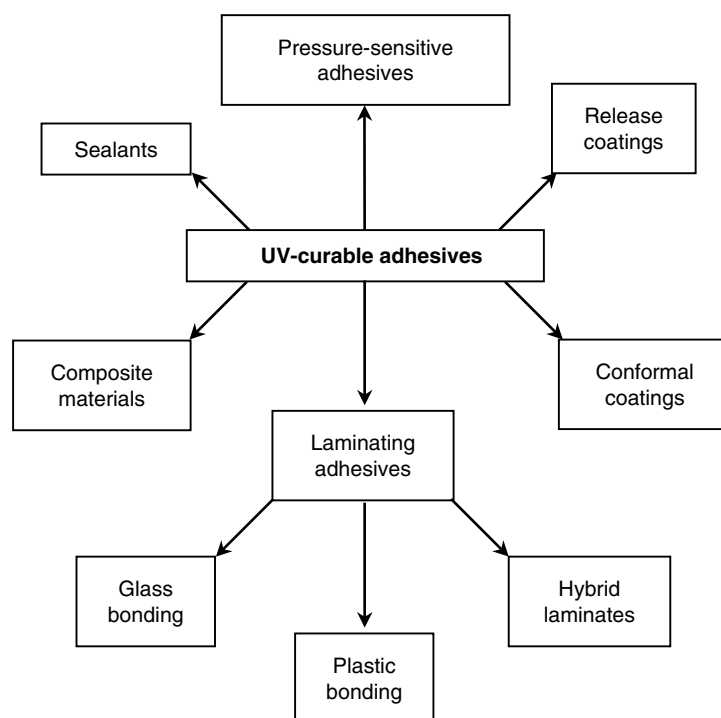 Pressure-sensitive
adhesives
Release
coatings
Sealants
UV-curable adhesives
Composite
materials
Conformal
coatings
Laminating
adhesives
Glass
bonding
Hybrid
laminates
Plastic
bonding